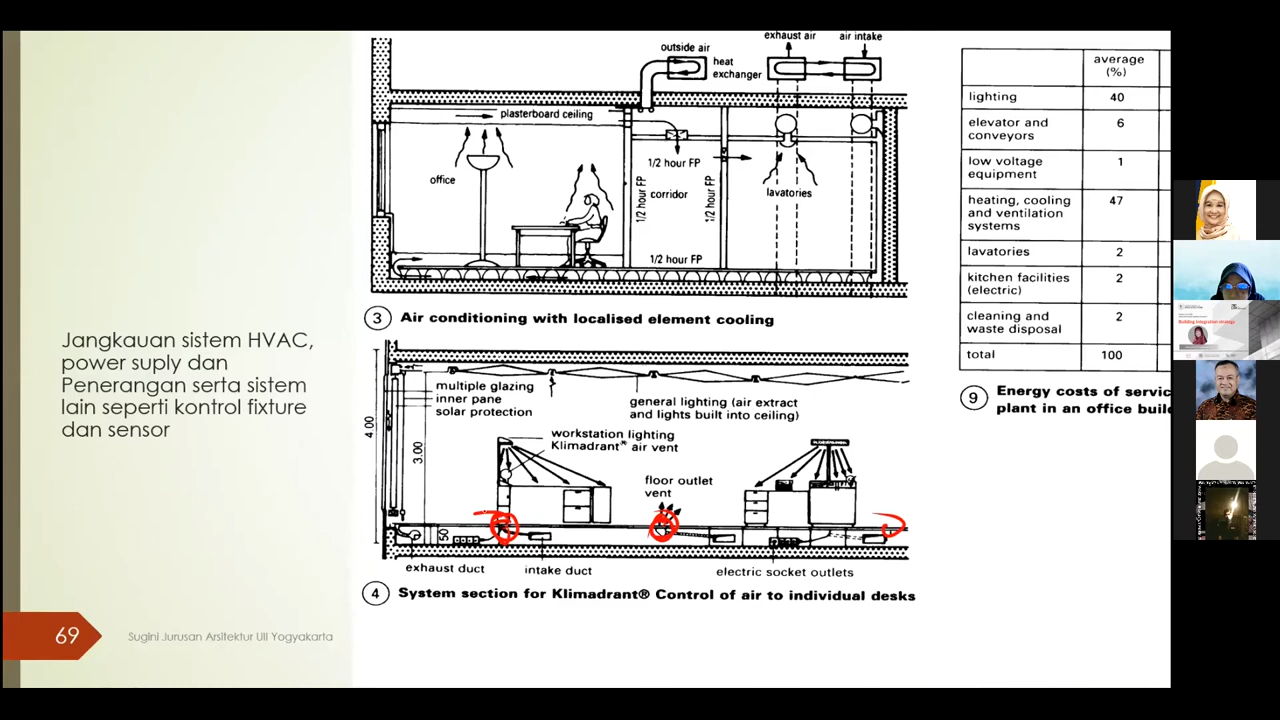 Jangkauan sistem HVAC,
power suply dan
Penerangan serta sistem
lain seperti kontrol fixture
dan sensor
69
Sugini Jurusan Arsitektur UII Yogyakarta
exhaust air
air intake
outside air
heat
exchanger
plasterboard ceiling
office
1/2 hour FP
1/2 hour FP
corridor
1/2 hour FP
lavatories
1/2 hour FP
3 Air conditioning with localised element cooling
4.00
3.00
50
multiple glazing
inner pane
solar protection
general lighting (air extract
and lights built into ceiling)
workstation lighting
Klimadrant® air vent
floor outlet
vent
exhaust duct
intake duct
electric socket outlets
4 System section for Klimadrant® Control of air to individual desks
average
(%)
lighting 40
elevator and 6
conveyors
low voltage 1
equipment
heating, cooling 47
and ventilation
systems
lavatories 2
kitchen facilities 2
(electric)
cleaning and 2
waste disposal
total 100
9 Energy costs of servic
plant in an office buil
Building integration strategy